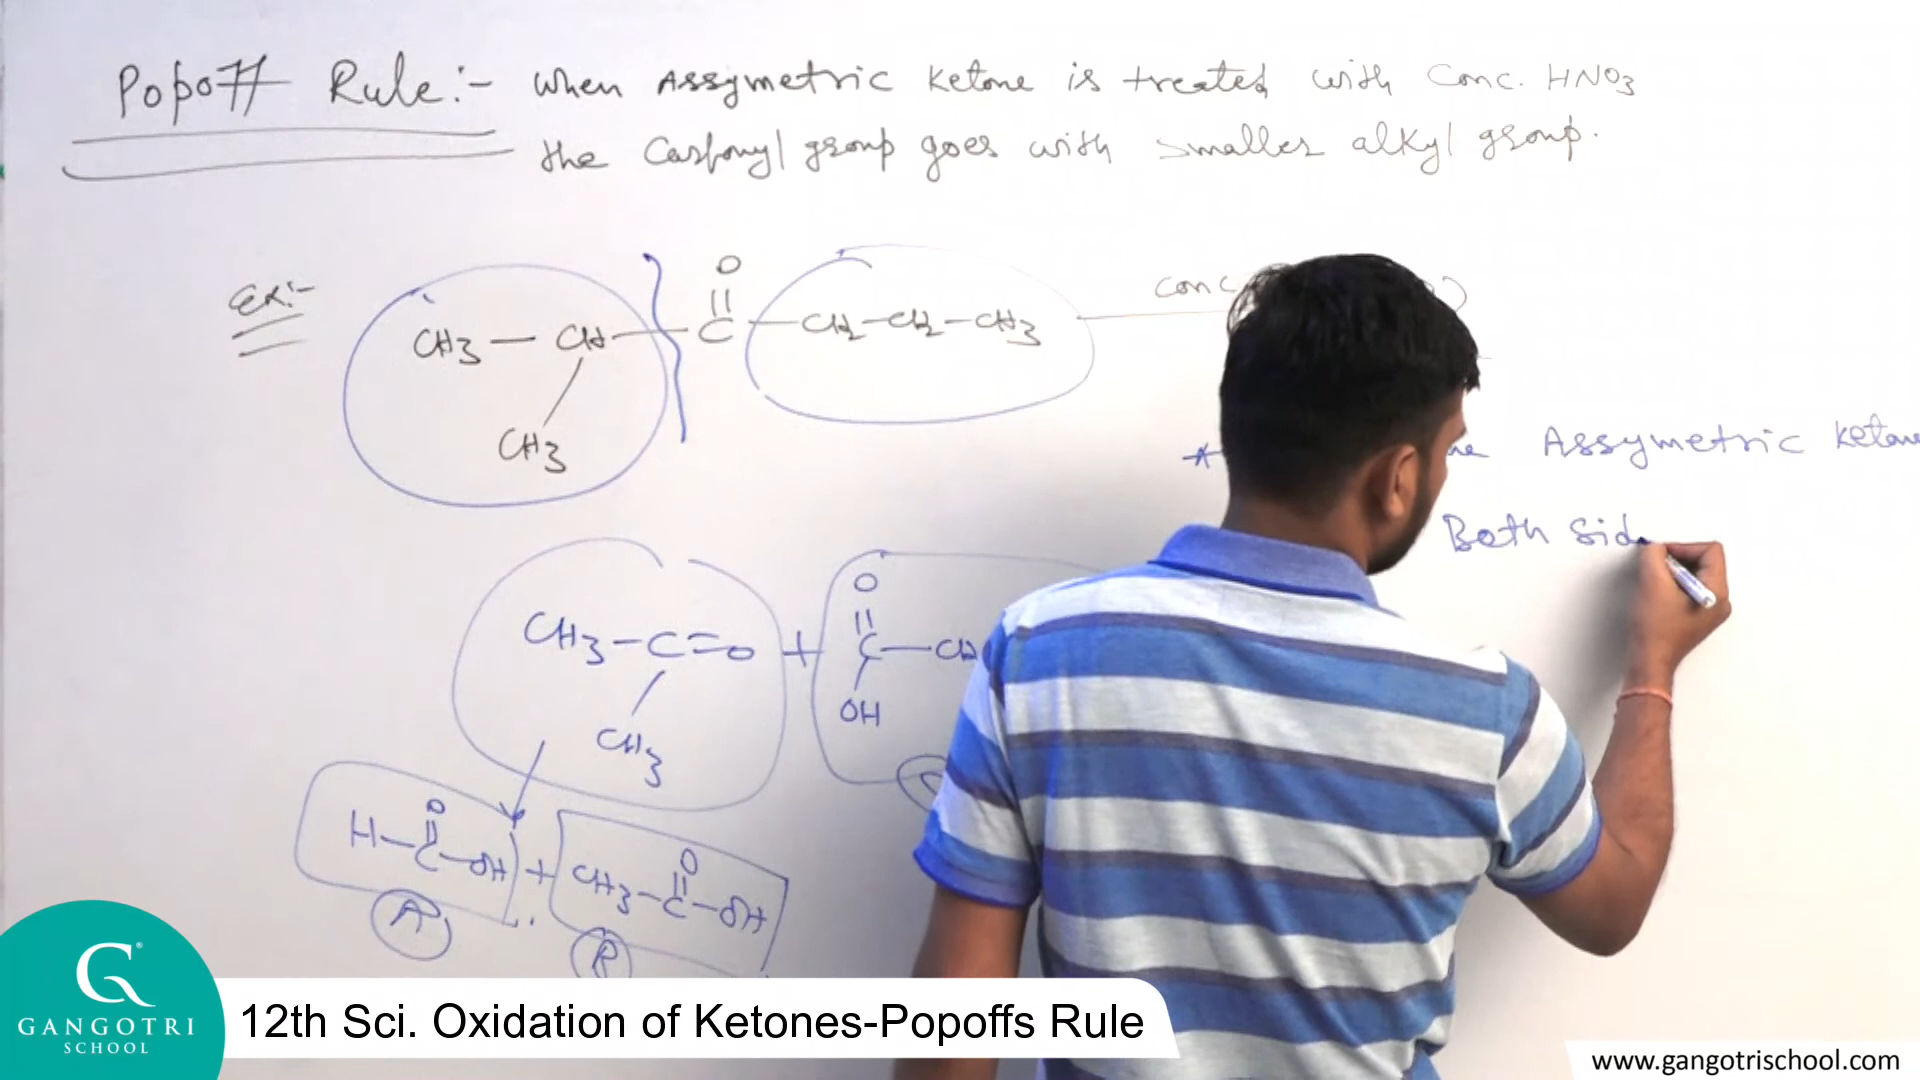 Popoff Rule:- when Assymetric Ketone is treated with Conc. HNO3
the Carbonyl group goes with smaller alkyl group.
Ex:-
O
CH3 — CH — C — CH2 — CH2 — CH3
conc
CH3
* Assymetric Ketone
Both Sid
O
CH3 — C = O + C — CH
OH
CH3
O O
H — C — OH + CH3 — C — OH
A B
G
GANGOTRI
SCHOOL
12th Sci. Oxidation of Ketones-Popoffs Rule
www.gangotrischool.com